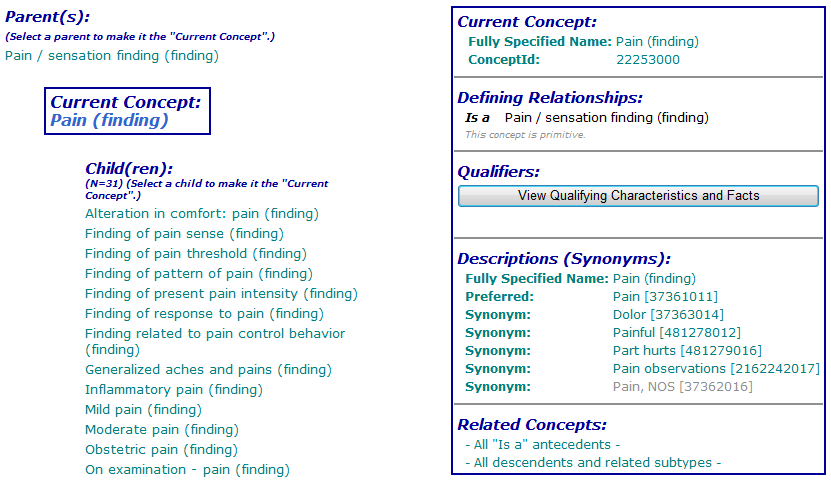 Parent(s):
(Select a parent to make it the "Current Concept".)
Pain / sensation finding (finding)
Current Concept:
Pain (finding)
Child(ren):
(N=31) (Select a child to make it the "Current
Concept".)
Alteration in comfort: pain (finding)
Finding of pain sense (finding)
Finding of pain threshold (finding)
Finding of pattern of pain (finding)
Finding of present pain intensity (finding)
Finding of response to pain (finding)
Finding related to pain control behavior
(finding)
Generalized aches and pains (finding)
Inflammatory pain (finding)
Mild pain (finding)
Moderate pain (finding)
Obstetric pain (finding)
On examination - pain (finding)
Current Concept:
Fully Specified Name: Pain (finding)
ConceptId: 22253000
Defining Relationships:
Is a Pain / sensation finding (finding)
This concept is primitive.
Qualifiers:
View Qualifying Characteristics and Facts
Descriptions (Synonyms):
Fully Specified Name: Pain (finding)
Preferred: Pain [37361011]
Synonym: Dolor [37363014]
Synonym: Painful [481278012]
Synonym: Part hurts [481279016]
Synonym: Pain observations [2162242017]
Synonym: Pain, NOS [37362016]
Related Concepts:
- All "Is a" antecedents -
- All descendents and related subtypes -